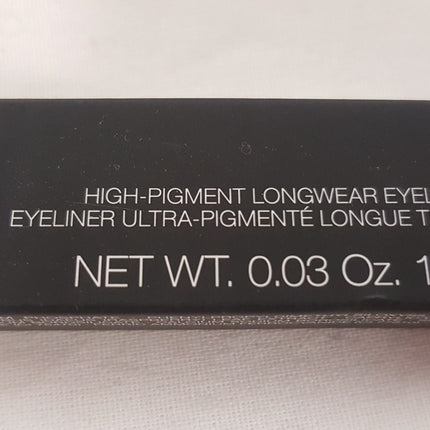 HIGH-PIGMENT LONGWEAR EYEL
EYELINER ULTRA-PIGMENTÉ LONGUE T
NET WT. 0.03 Oz. 1